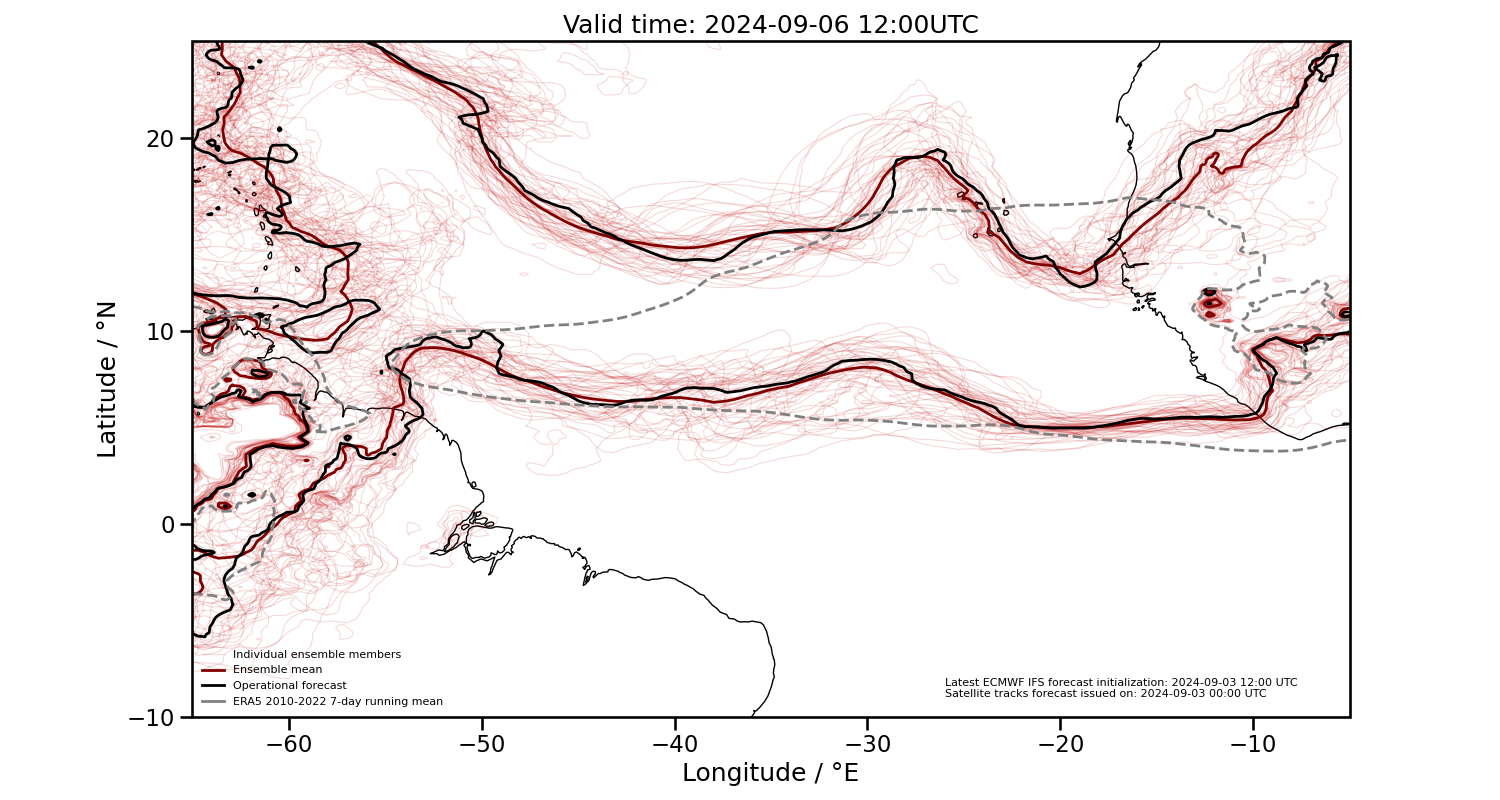 Valid time: 2024-09-06 12:00UTC
20
10
0
−10
Latitude / °N
−60
−50
−40
−30
−20
−10
Longitude / °E
Individual ensemble members
Ensemble mean
Operational forecast
ERA5 2010-2022 7-day running mean
Latest ECMWF IFS forecast initialization: 2024-09-03 12:00 UTC
Satellite tracks forecast issued on: 2024-09-03 00:00 UTC